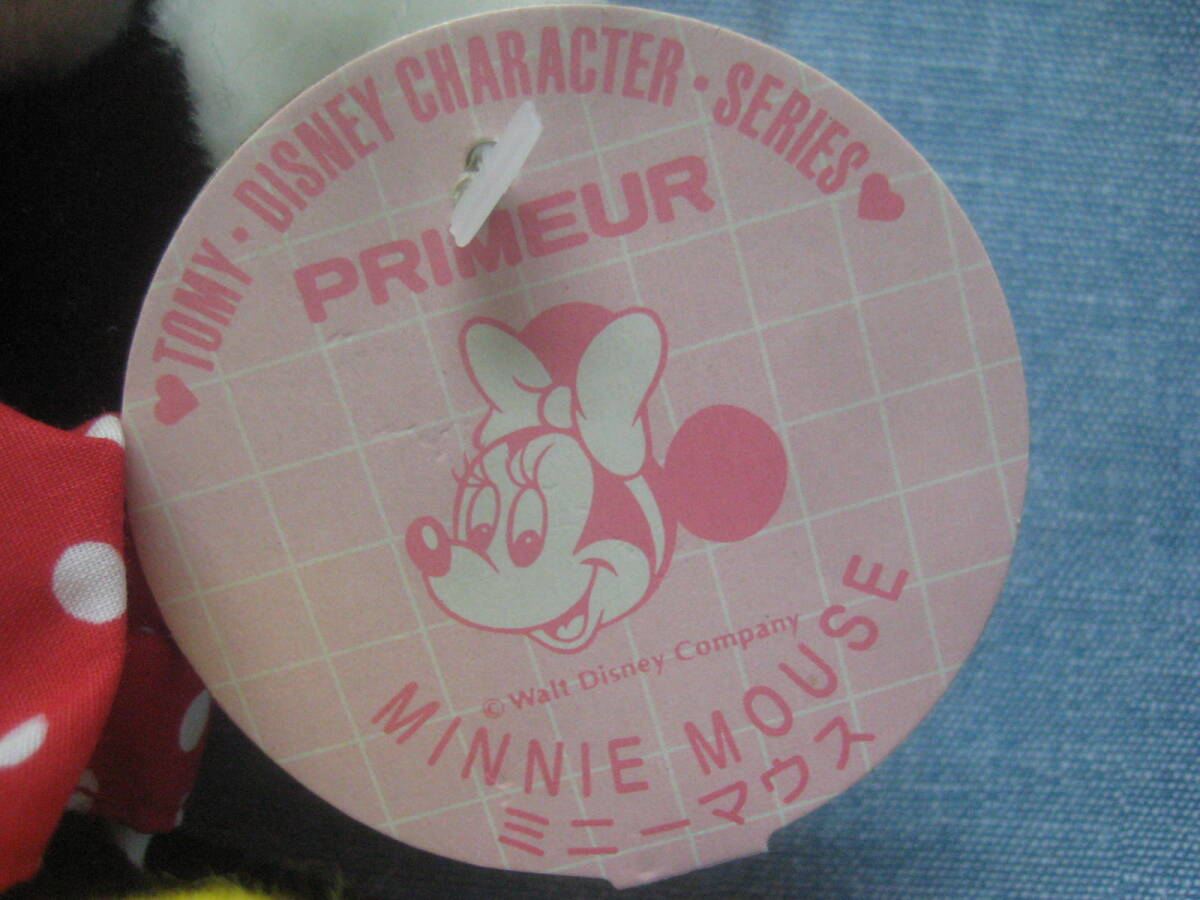 ♥TOMY・DISNEY CHARACTER・SERIES♥
PRIMEUR
© Walt Disney Company
MINNIE MOUSE
ミニーマウス